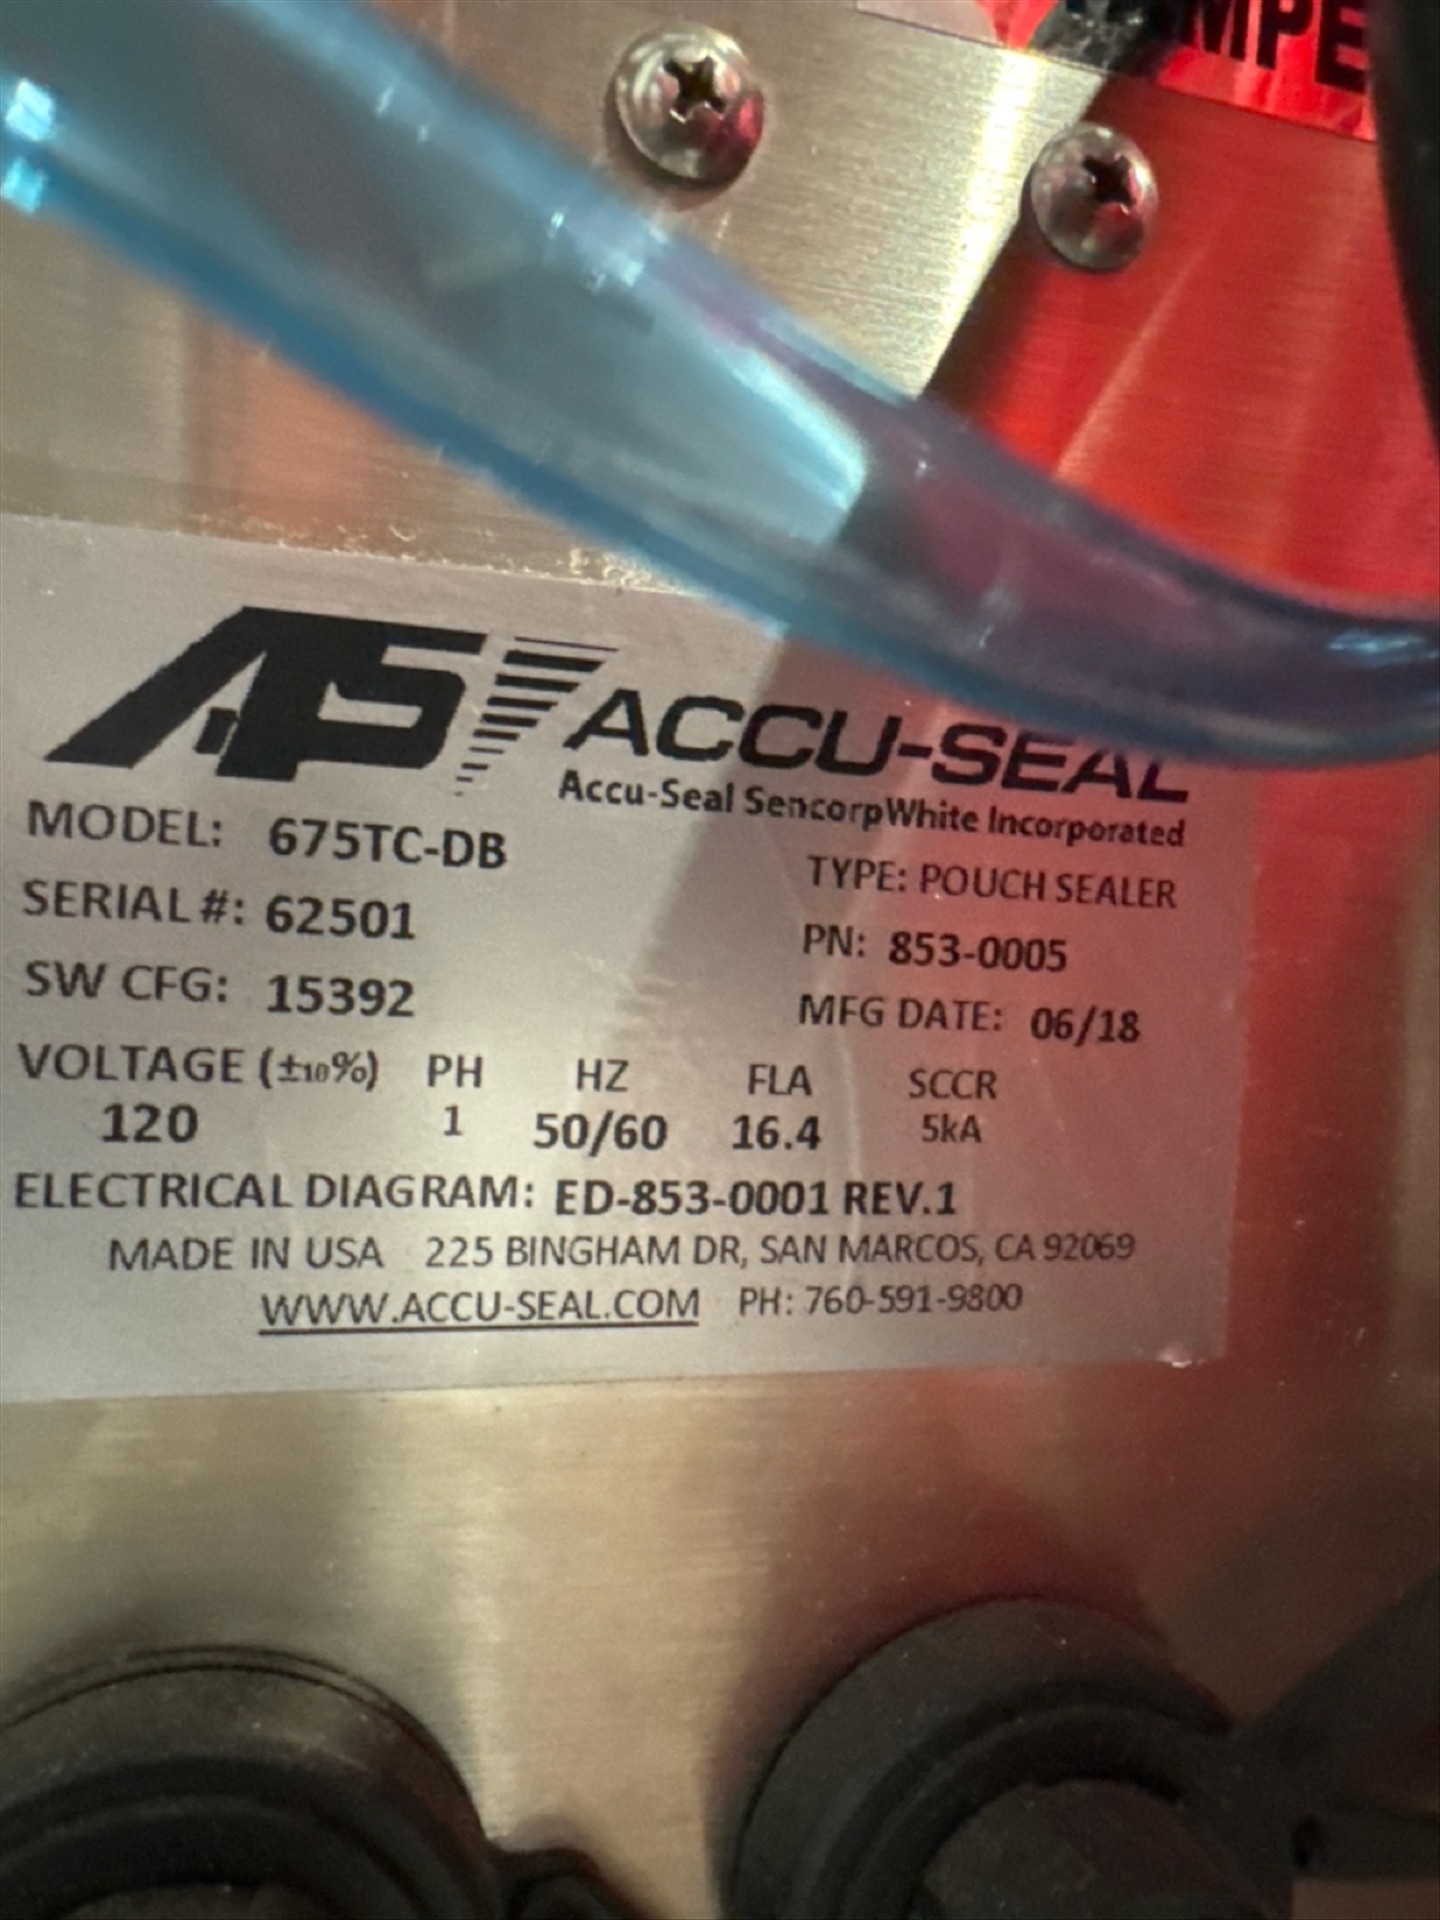 AMPE
AS ACCU-SEAL
Accu-Seal SencorpWhite Incorporated
MODEL: 675TC-DB
TYPE: POUCH SEALER
SERIAL #: 62501
PN: 853-0005
SW CFG: 15392
MFG DATE: 06/18
VOLTAGE (±10%) PH HZ FLA SCCR
120 1 50/60 16.4 5kA
ELECTRICAL DIAGRAM: ED-853-0001 REV.1
MADE IN USA 225 BINGHAM DR, SAN MARCOS, CA 92069
WWW.ACCU-SEAL.COM PH: 760-591-9800